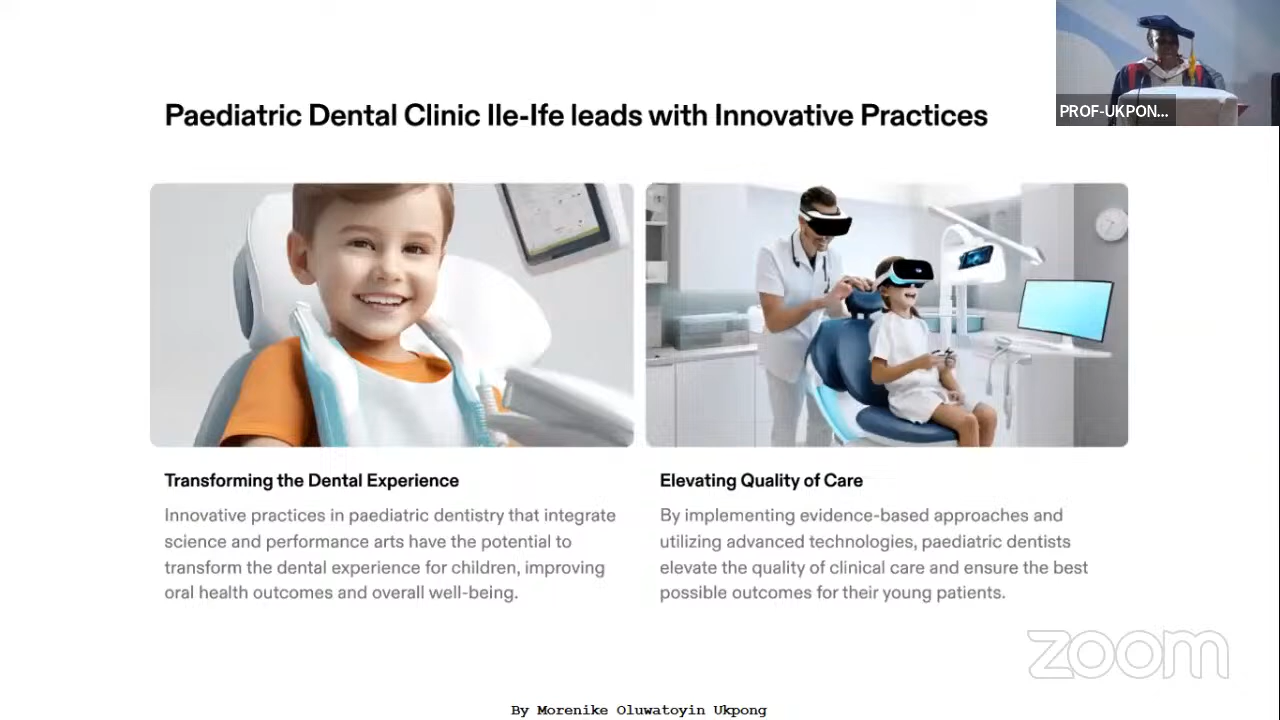 Paediatric Dental Clinic Ile-Ife leads with Innovative Practices
PROF-UKPON...
Transforming the Dental Experience
Innovative practices in paediatric dentistry that integrate
science and performance arts have the potential to
transform the dental experience for children, improving
oral health outcomes and overall well-being.
Elevating Quality of Care
By implementing evidence-based approaches and
utilizing advanced technologies, paediatric dentists
elevate the quality of clinical care and ensure the best
possible outcomes for their young patients.
zoom
By Morenike Oluwatoyin Ukpong